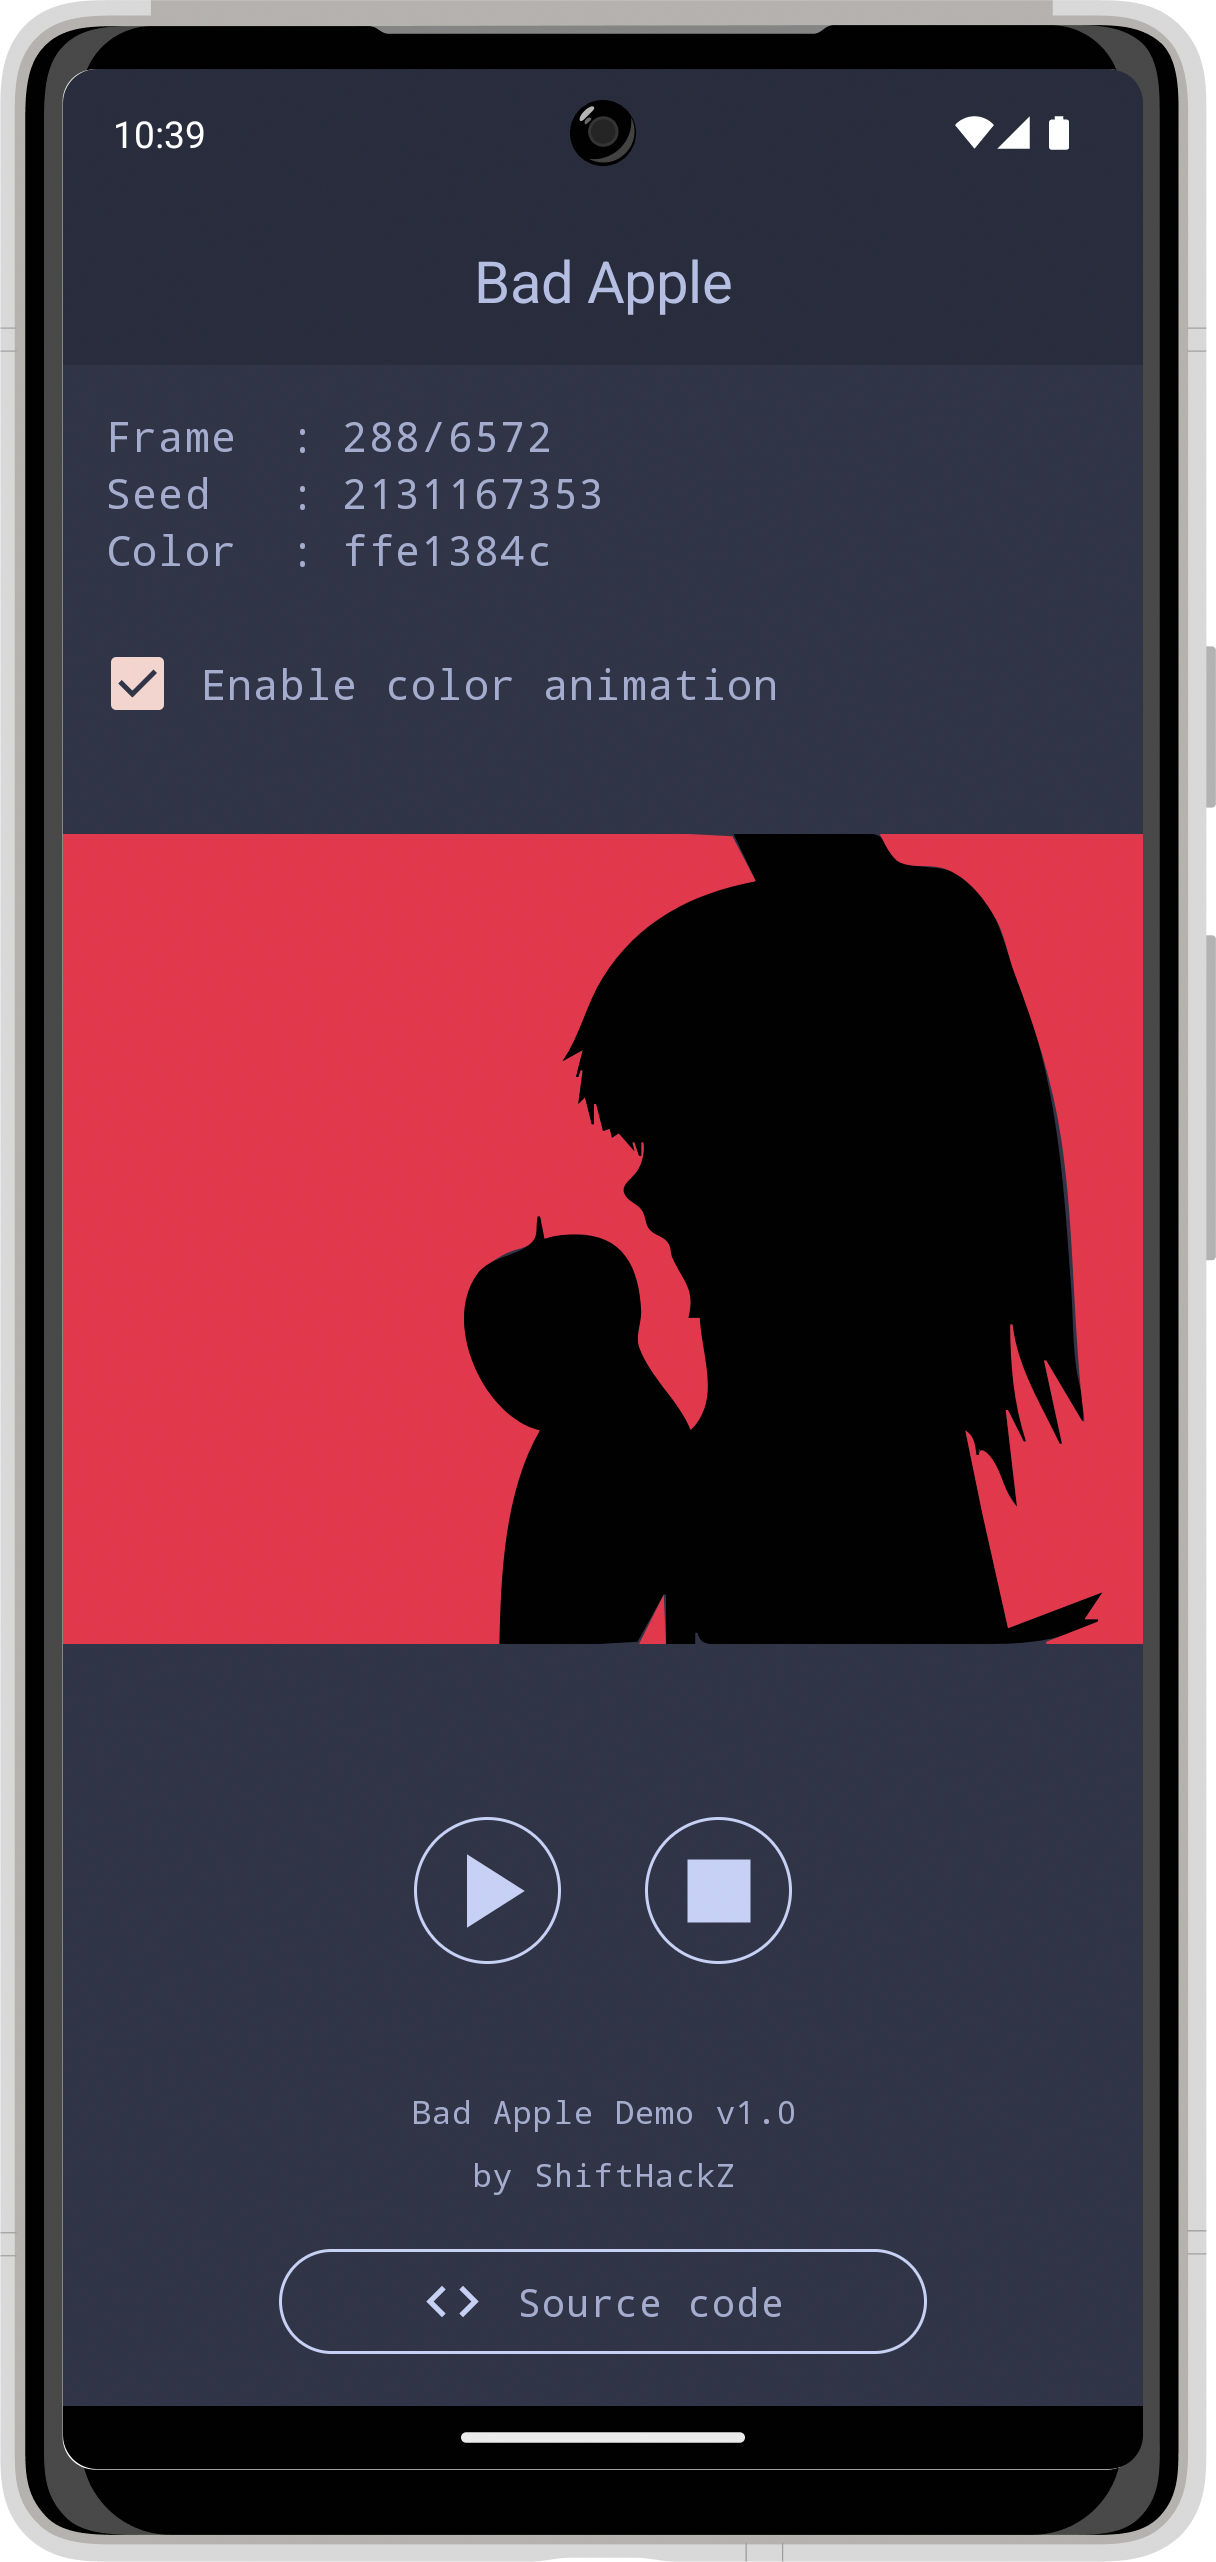 10:39
Bad Apple
Frame  : 288/6572
Seed   : 2131167353
Color  : ffe1384c
Enable color animation
Bad Apple Demo v1.0
by ShiftHackZ
<> Source code